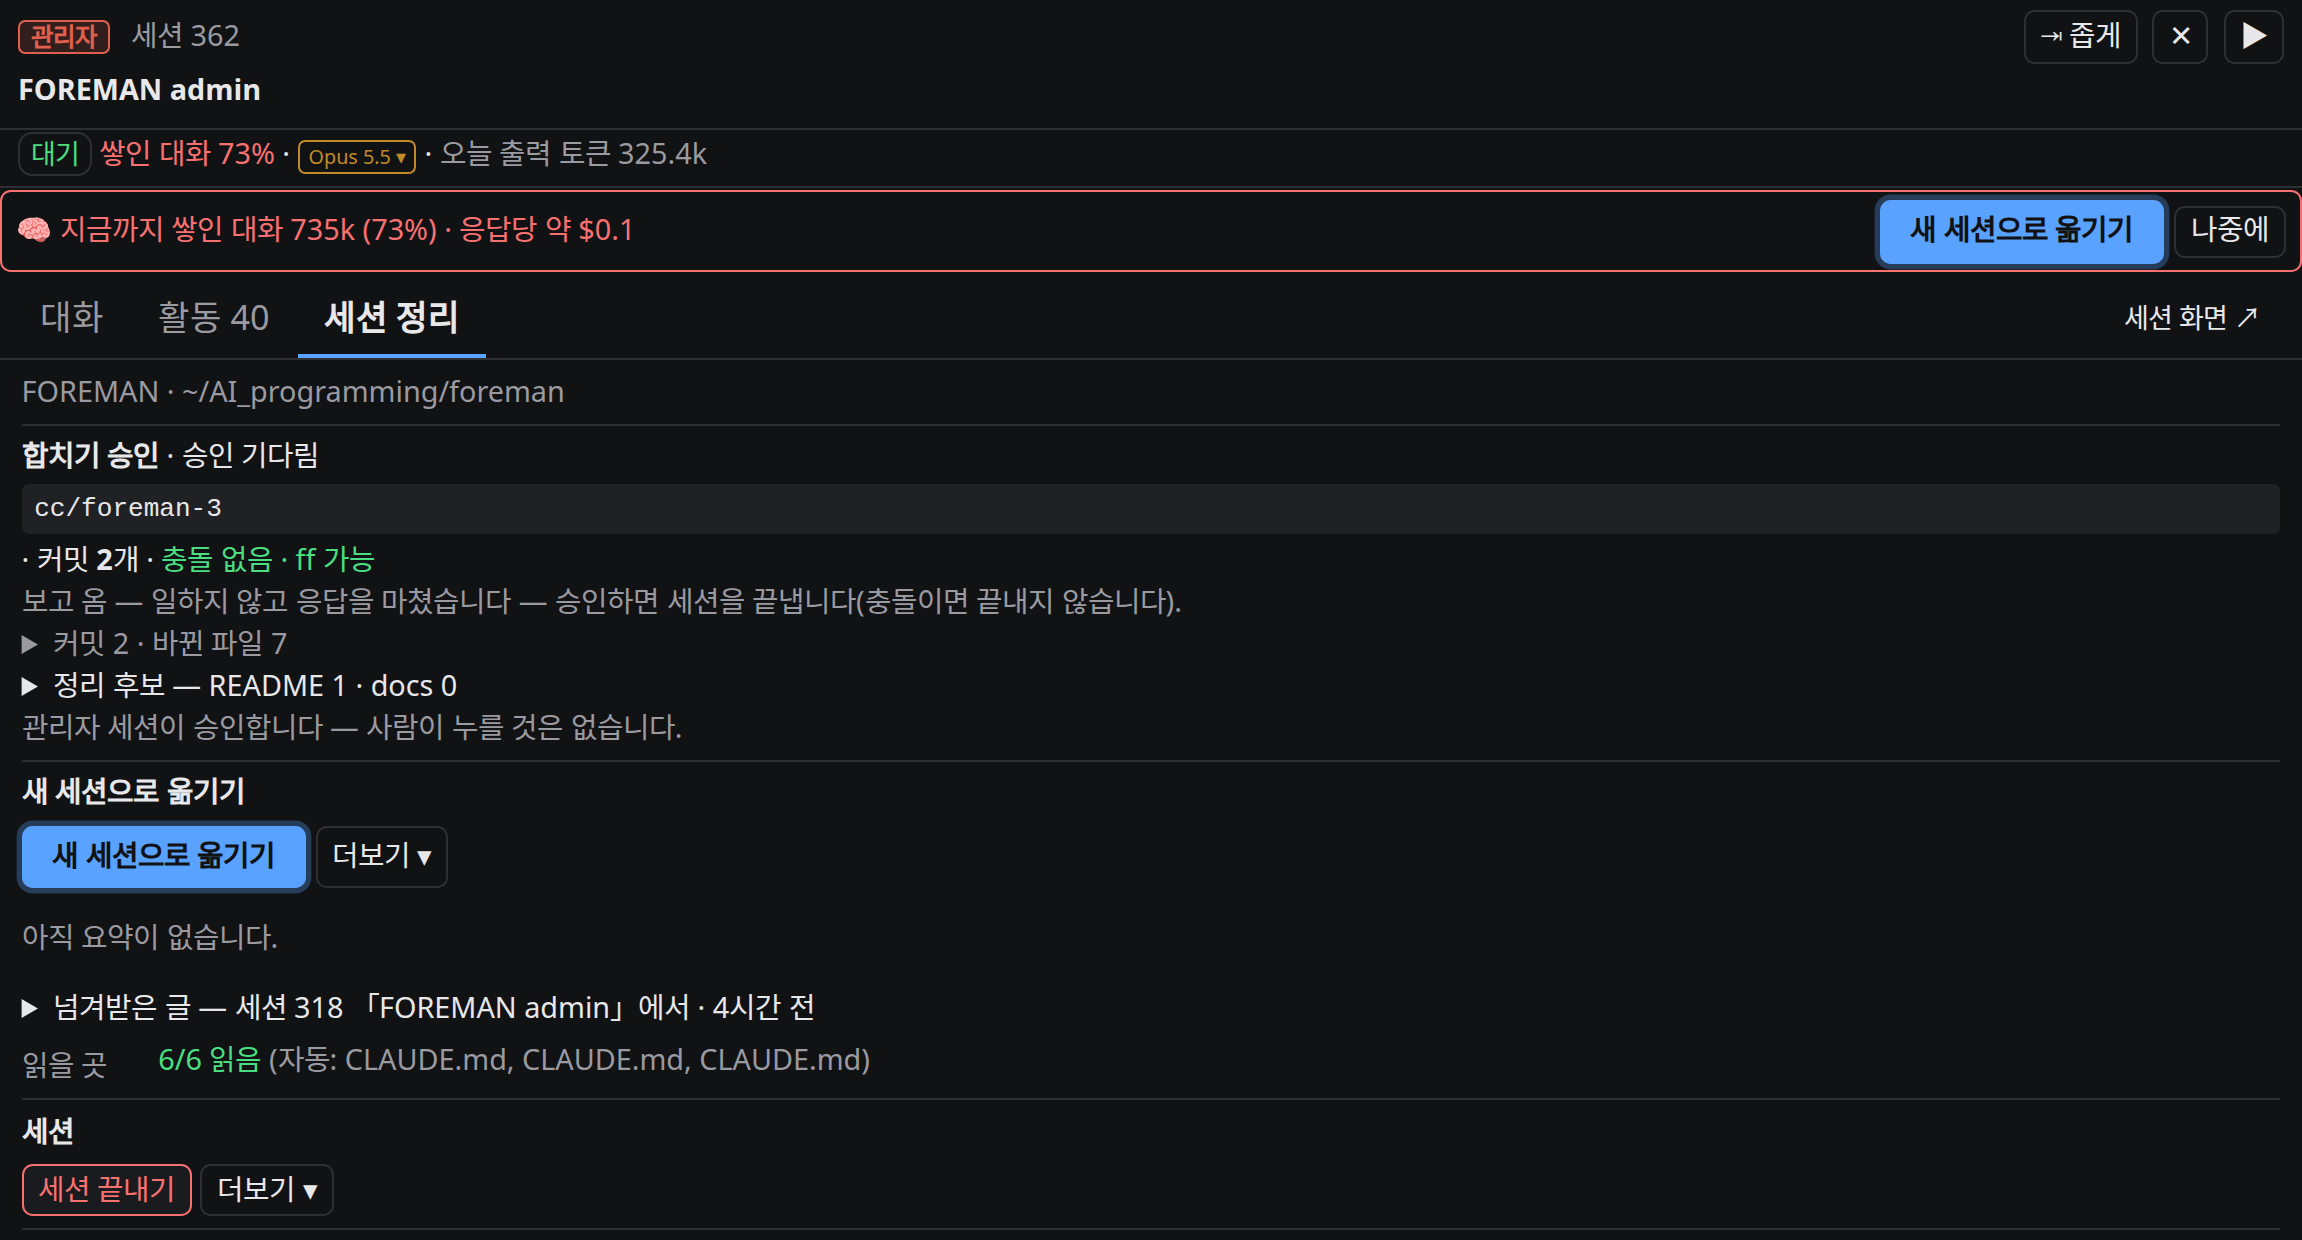 관리자 세션 362 ⇥ 좁게 ✕ ▶
FOREMAN admin
대기 쌓인 대화 73% · Opus 5.5 ▾ · 오늘 출력 토큰 325.4k
🧠 지금까지 쌓인 대화 735k (73%) · 응답당 약 $0.1 새 세션으로 옮기기 나중에
대화 활동 40 세션 정리 세션 화면 ↗
FOREMAN · ~/AI_programming/foreman
합치기 승인 · 승인 기다림
cc/foreman-3
· 커밋 2개 · 충돌 없음 · ff 가능
보고 옴 — 일하지 않고 응답을 마쳤습니다 — 승인하면 세션을 끝냅니다(충돌이면 끝내지 않습니다).
▶ 커밋 2 · 바뀐 파일 7
▶ 정리 후보 — README 1 · docs 0
관리자 세션이 승인합니다 — 사람이 누를 것은 없습니다.
새 세션으로 옮기기
새 세션으로 옮기기 더보기 ▾
아직 요약이 없습니다.
▶ 넘겨받은 글 — 세션 318 「FOREMAN admin」에서 · 4시간 전
읽을 곳 6/6 읽음 (자동: CLAUDE.md, CLAUDE.md, CLAUDE.md)
세션
세션 끝내기 더보기 ▾